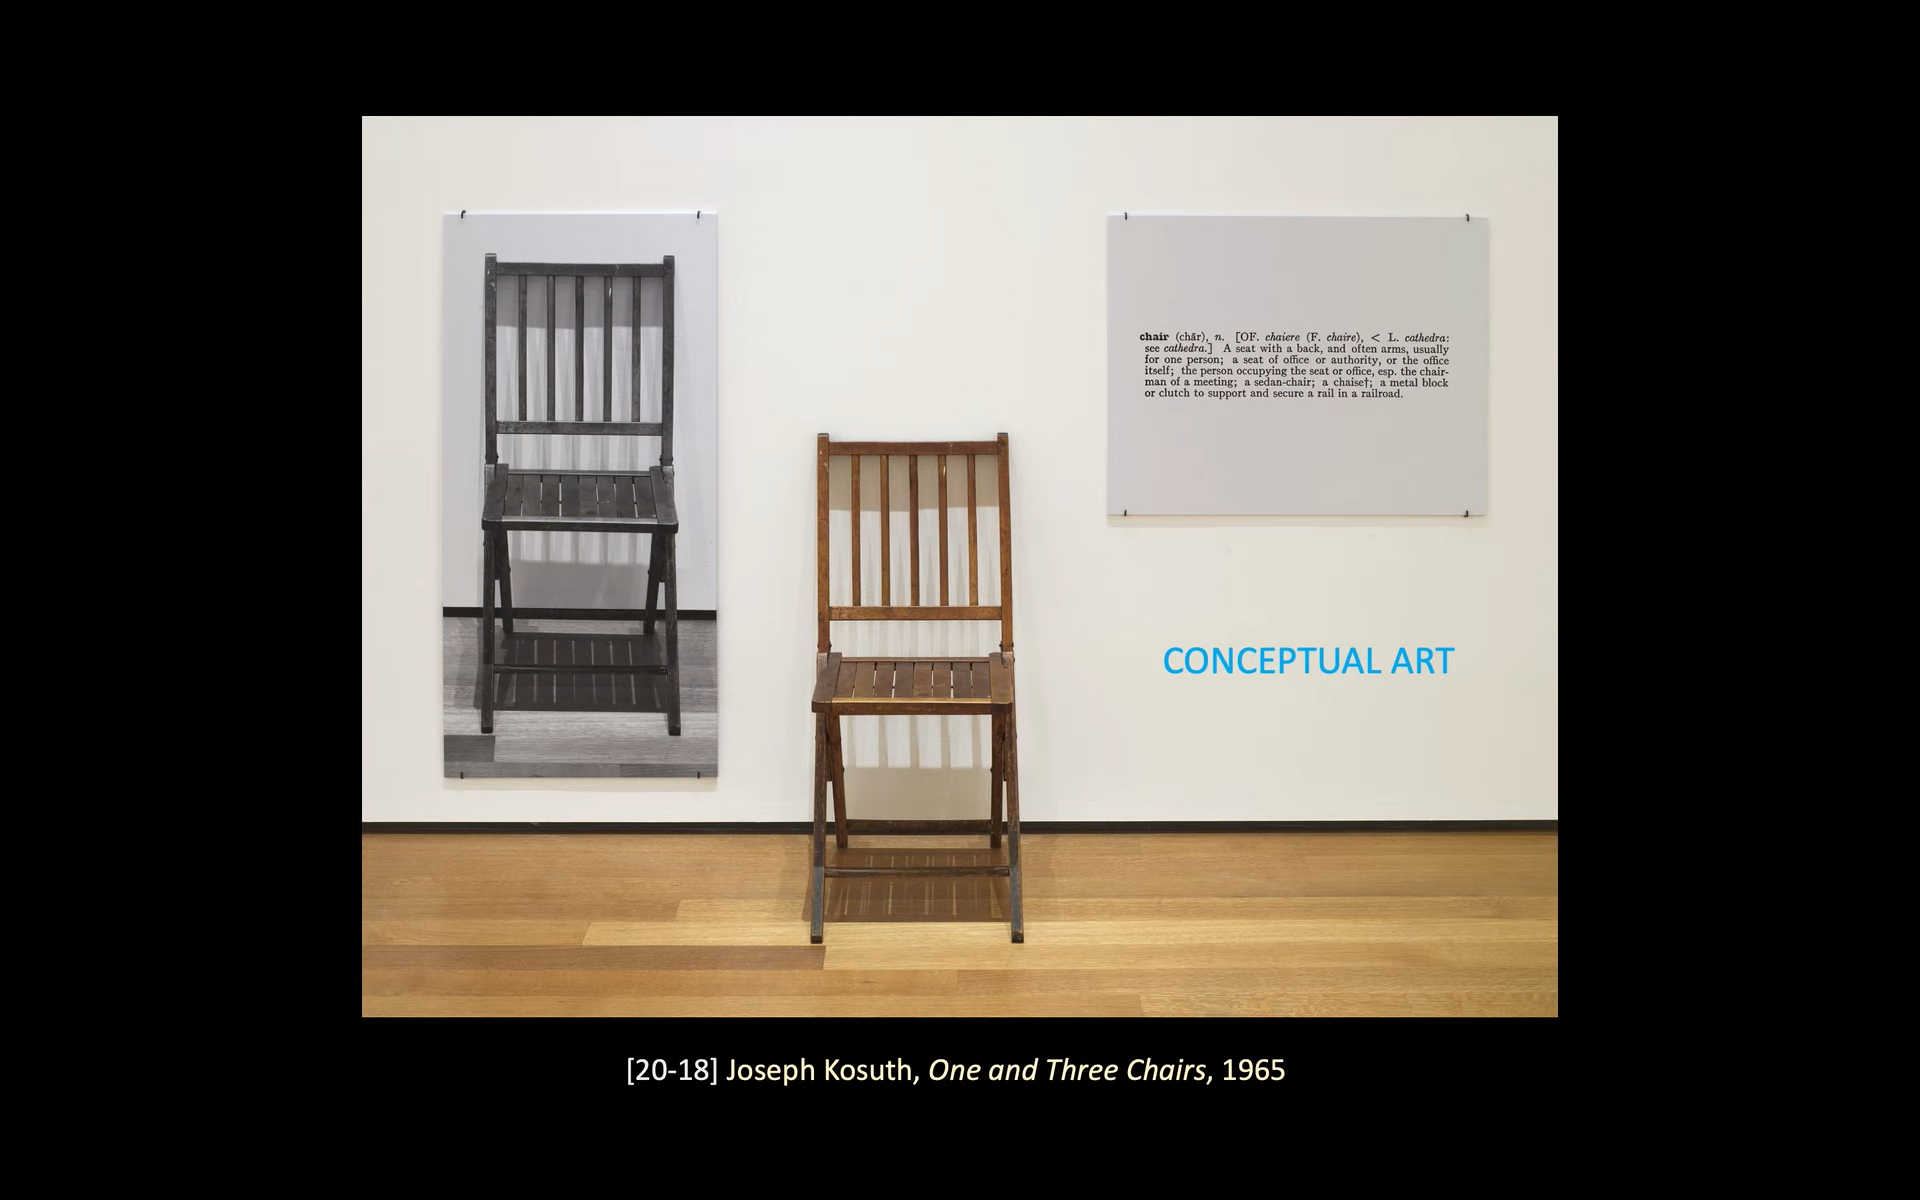 chair (chãr), n. [OF. chaiere (F. chaire), < L. cathedra:
see cathedra.] A seat with a back, and often arms, usually
for one person; a seat of office or authority, or the office
itself; the person occupying the seat or office, esp. the chair-
man of a meeting; a sedan-chair; a chaise†; a metal block
or clutch to support and secure a rail in a railroad.
CONCEPTUAL ART
[20-18] Joseph Kosuth, One and Three Chairs, 1965